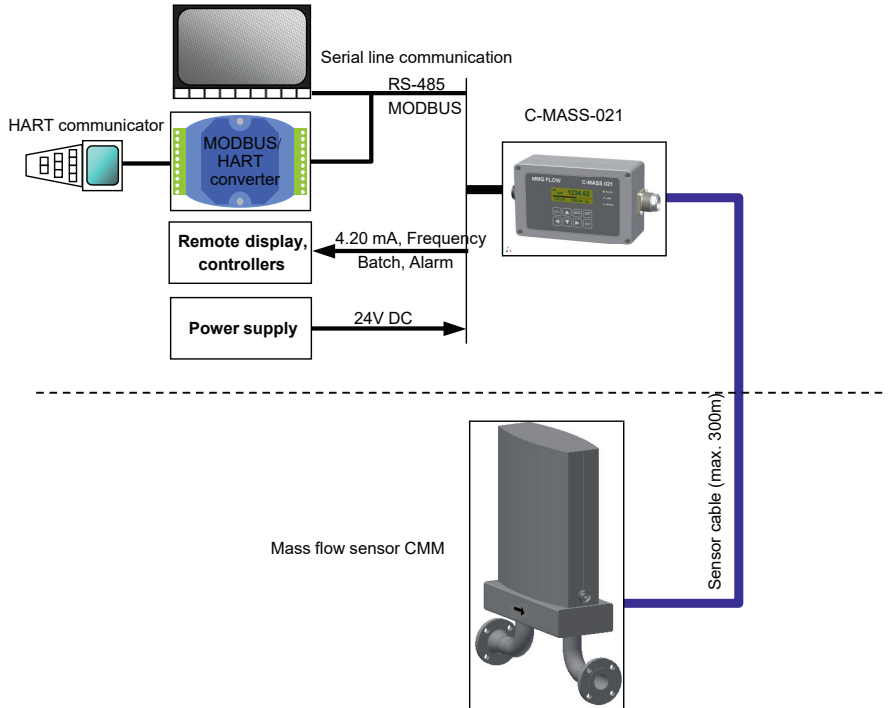 Serial line communication
RS-485
MODBUS
HART communicator
MODBUS/
HART
converter
C-MASS-021
HMG FLOW
C-MASS 021
1234.62
Remote display,
controllers
4.20 mA, Frequency
Batch, Alarm
Power supply
24V DC
Sensor cable (max. 300m)
Mass flow sensor CMM